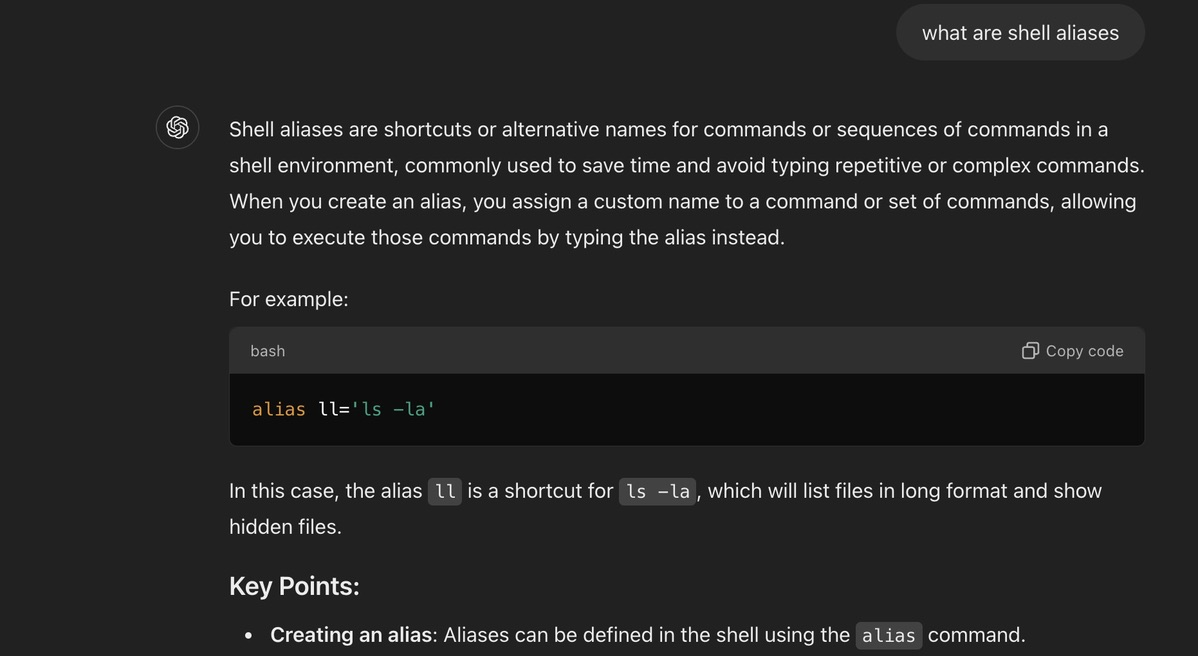 what are shell aliases
Shell aliases are shortcuts or alternative names for commands or sequences of commands in a
shell environment, commonly used to save time and avoid typing repetitive or complex commands.
When you create an alias, you assign a custom name to a command or set of commands, allowing
you to execute those commands by typing the alias instead.
For example:
bash Copy code
alias ll='ls -la'
In this case, the alias ll is a shortcut for ls -la, which will list files in long format and show
hidden files.
Key Points:
• Creating an alias: Aliases can be defined in the shell using the alias command.